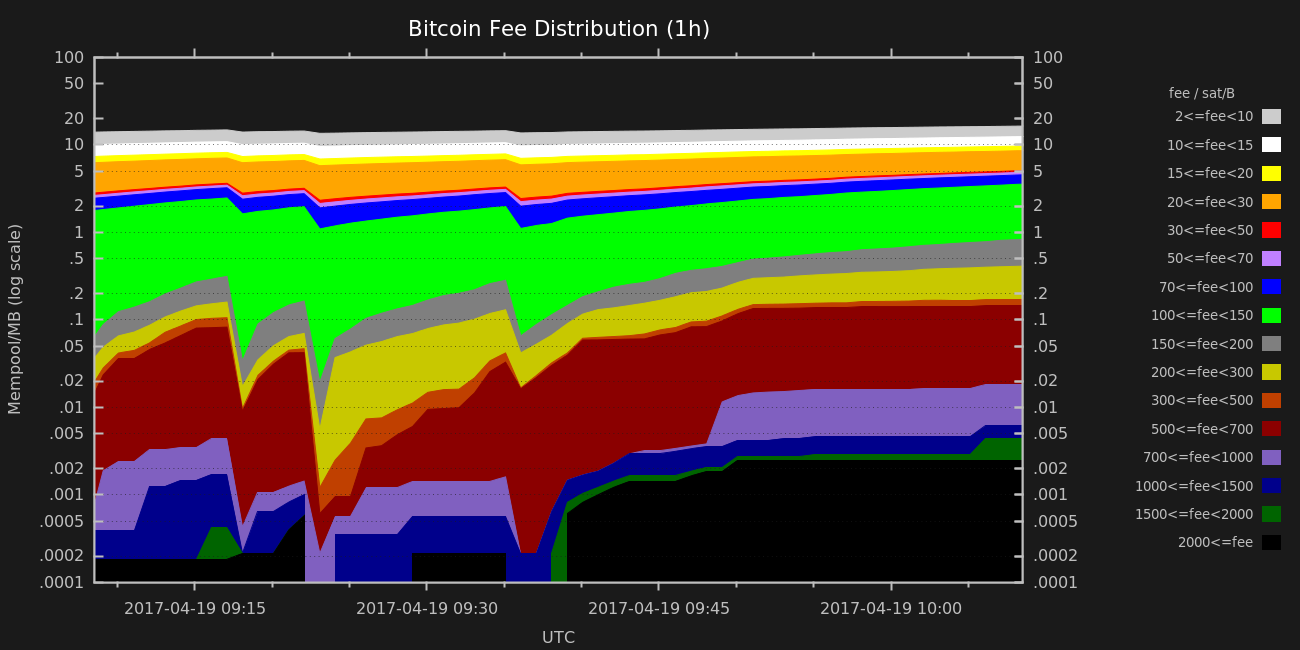 Bitcoin Fee Distribution (1h)
Mempool/MB (log scale)
100
50
20
10
5
2
1
.5
.2
.1
.05
.02
.01
.005
.002
.001
.0005
.0002
.0001
100
50
20
10
5
2
1
.5
.2
.1
.05
.02
.01
.005
.002
.001
.0005
.0002
.0001
2017-04-19 09:15
2017-04-19 09:30
2017-04-19 09:45
2017-04-19 10:00
UTC
fee / sat/B
2<=fee<10
10<=fee<15
15<=fee<20
20<=fee<30
30<=fee<50
50<=fee<70
70<=fee<100
100<=fee<150
150<=fee<200
200<=fee<300
300<=fee<500
500<=fee<700
700<=fee<1000
1000<=fee<1500
1500<=fee<2000
2000<=fee